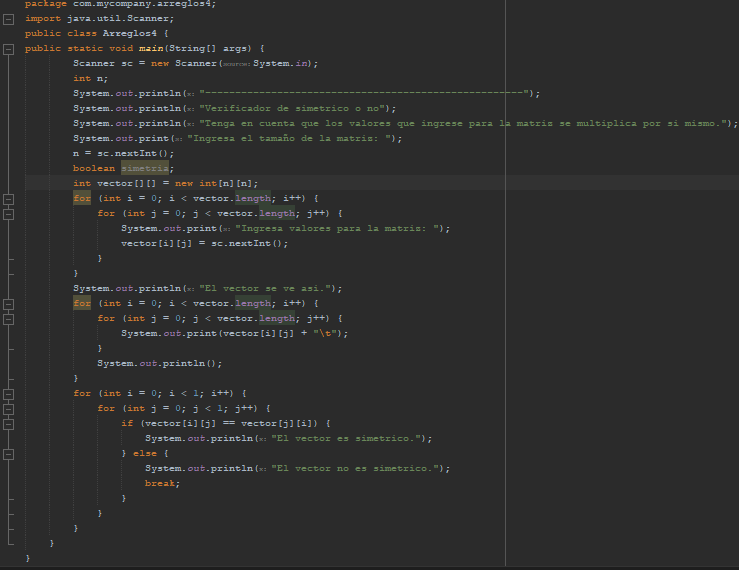 package com.mycompany.arreglos4;
import java.util.Scanner;
public class Arreglos4 {
public static void main(String[] args) {
Scanner sc = new Scanner(source: System.in);
int n;
System.out.println(x: "-----------------------------------------------------");
System.out.println(x: "Verificador de simetrico o no");
System.out.println(x: "Tenga en cuenta que los valores que ingrese para la matris se multiplica por si mismo.");
System.out.print(s: "Ingresa el tamaño de la matris: ");
n = sc.nextInt();
boolean simetria;
int vector[][] = new int[n][n];
for (int i = 0; i < vector.length; i++) {
for (int j = 0; j < vector.length; j++) {
System.out.print(s: "Ingresa valores para la matris: ");
vector[i][j] = sc.nextInt();
}
}
System.out.println(x: "El vector se ve asi.");
for (int i = 0; i < vector.length; i++) {
for (int j = 0; j < vector.length; j++) {
System.out.print(vector[i][j] + "\t");
}
System.out.println();
}
for (int i = 0; i < 1; i++) {
for (int j = 0; j < 1; j++) {
if (vector[i][j] == vector[j][i]) {
System.out.println(x: "El vector es simetrico.");
} else {
System.out.println(x: "El vector no es simetrico.");
break;
}
}
}
}
}